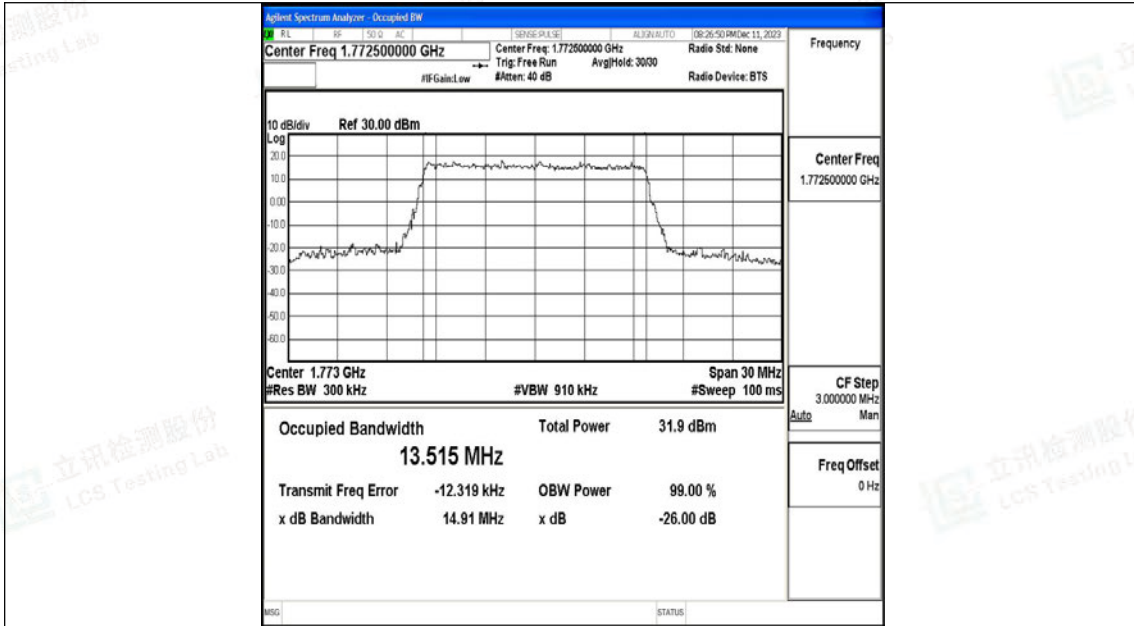 Agilent Spectrum Analyzer - Occupied BW
RL RF 50 Ω AC SENSE:PULSE ALIGNAUTO 08:26:50 PM Dec 11, 2023
Center Freq 1.772500000 GHz
Center Freq: 1.772500000 GHz Radio Std: None
Trig: Free Run Avg|Hold: 30/30
#IFGain:Low #Atten: 40 dB Radio Device: BTS
10 dB/div Ref 30.00 dBm
Log
20.0
10.0
0.00
-10.0
-20.0
-30.0
-40.0
-50.0
-60.0
Center 1.773 GHz Span 30 MHz
#Res BW 300 kHz #VBW 910 kHz #Sweep 100 ms
Occupied Bandwidth Total Power 31.9 dBm
13.515 MHz
Transmit Freq Error -12.319 kHz OBW Power 99.00 %
x dB Bandwidth 14.91 MHz x dB -26.00 dB
MSG STATUS
Frequency
Center Freq
1.772500000 GHz
CF Step
3.000000 MHz
Auto Man
Freq Offset
0 Hz
立讯检测股份
LCS Testing Lab
立讯检测股份
LCS Testing